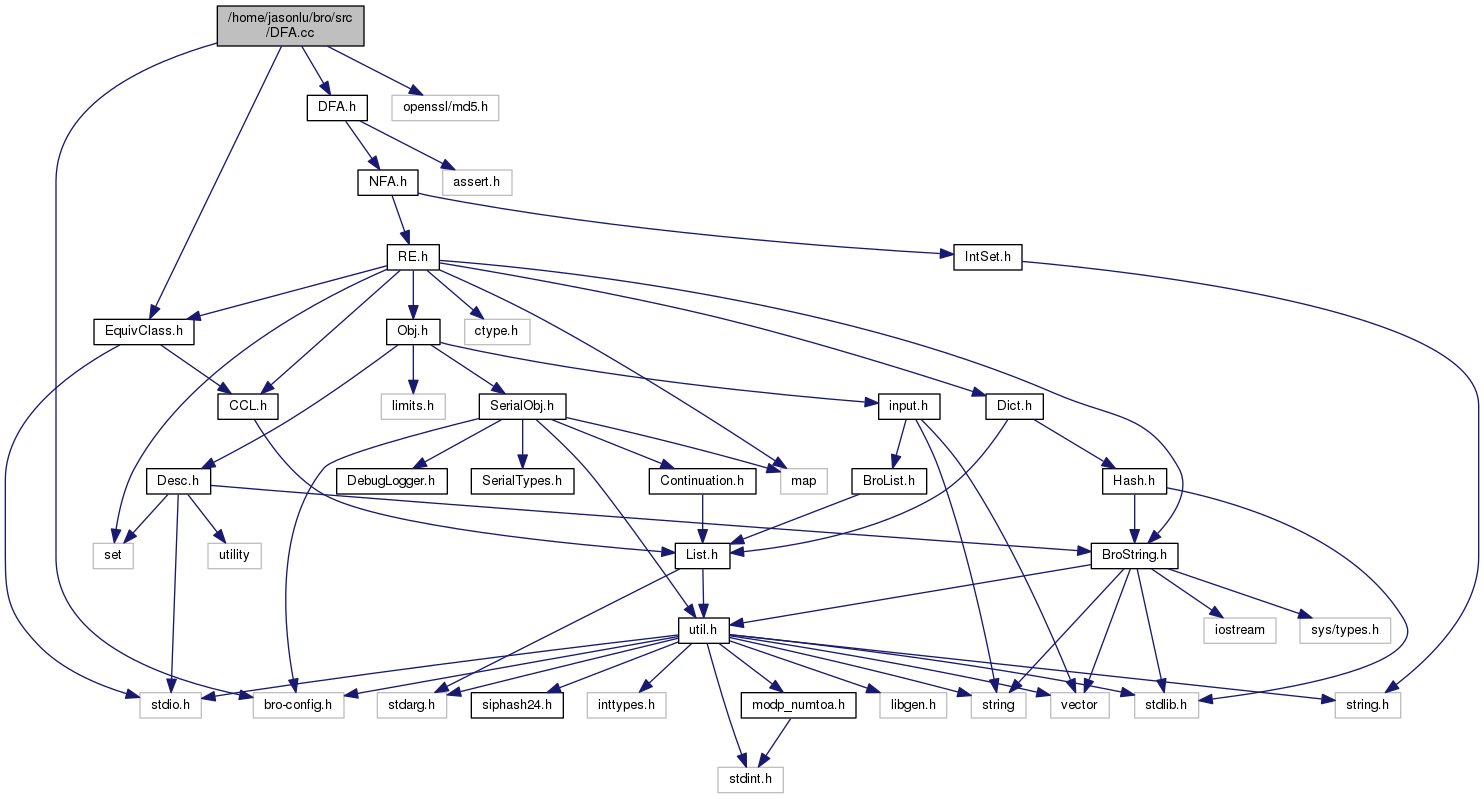 /home/jasonlu/bro/src
/DFA.cc
DFA.h
openssl/md5.h
NFA.h
assert.h
RE.h
IntSet.h
EquivClass.h
Obj.h
ctype.h
CCL.h
limits.h
SerialObj.h
input.h
Dict.h
Desc.h
DebugLogger.h
SerialTypes.h
Continuation.h
map
BroList.h
Hash.h
set
utility
List.h
BroString.h
util.h
iostream
sys/types.h
stdio.h
bro-config.h
stdarg.h
siphash24.h
inttypes.h
modp_numtoa.h
libgen.h
string
vector
stdlib.h
string.h
stdint.h